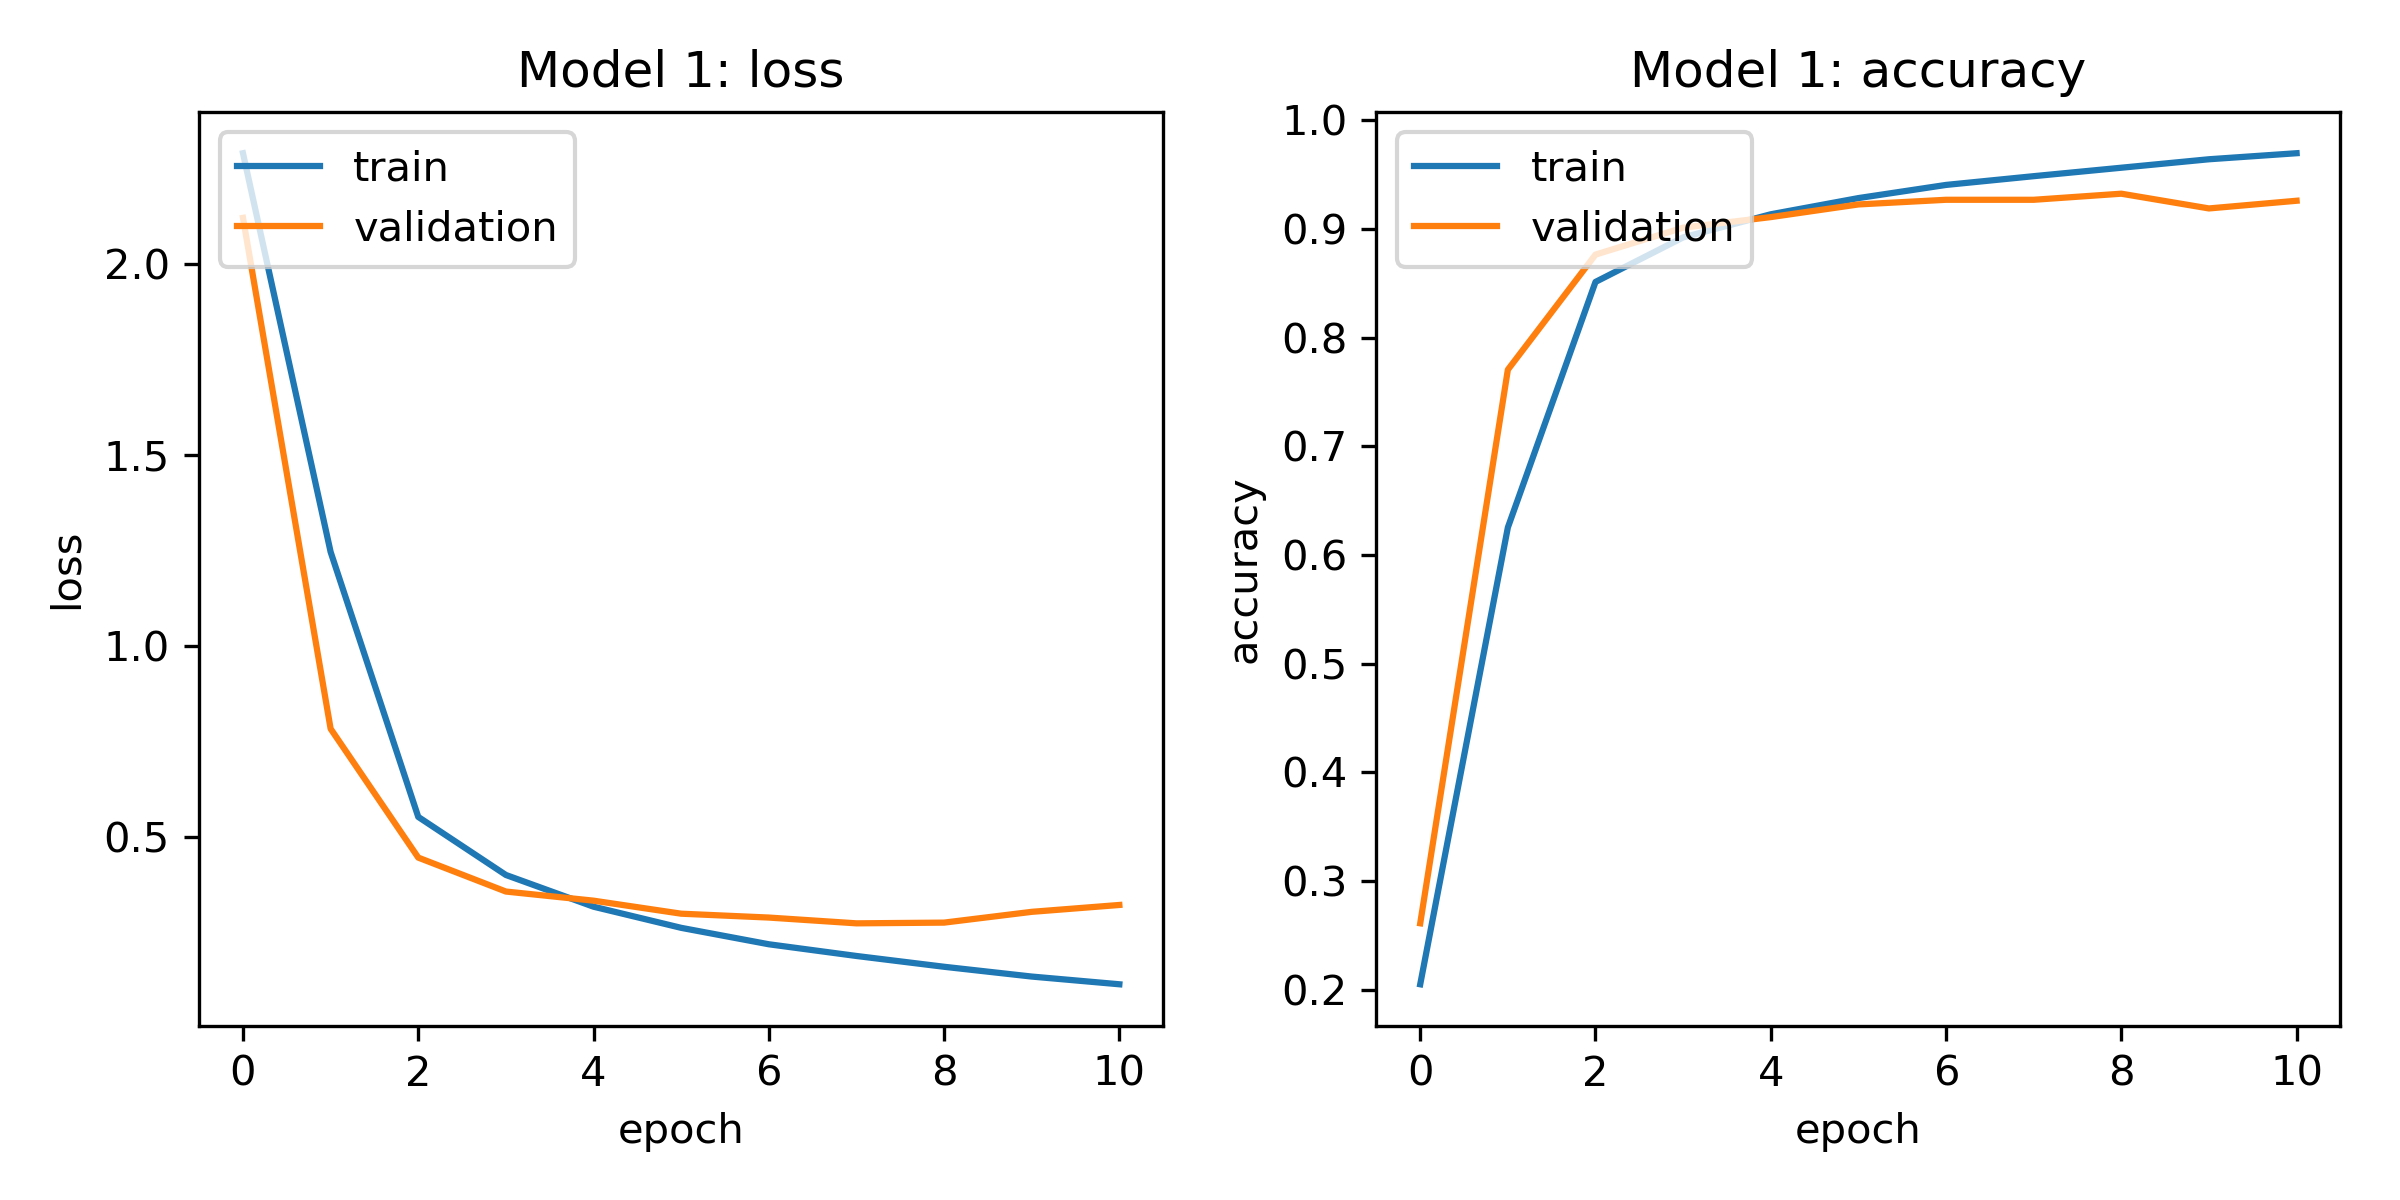 Model 1: loss
train
validation
2.0
1.5
1.0
0.5
loss
0 2 4 6 8 10
epoch
Model 1: accuracy
train
validation
1.0
0.9
0.8
0.7
0.6
0.5
0.4
0.3
0.2
accuracy
0 2 4 6 8 10
epoch